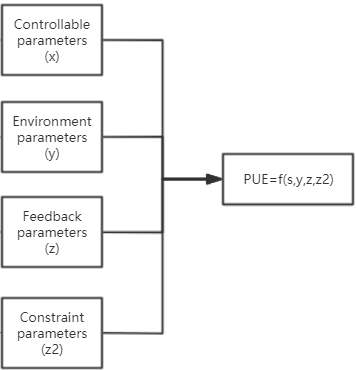 Controllable
parameters
(x)
Environment
parameters
(y)
Feedback
parameters
(z)
Constraint
parameters
(z2)
PUE=f(s,y,z,z2)